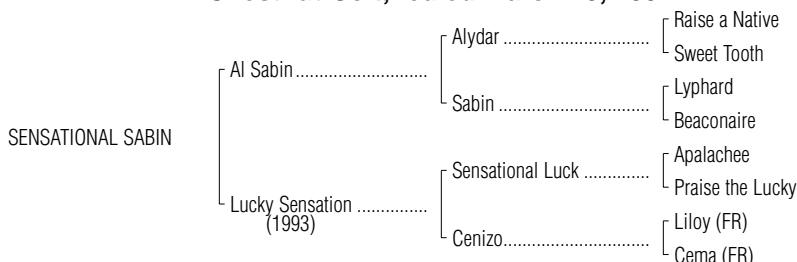 Raise a Native
Alydar
Sweet Tooth
Al Sabin
Lyphard
Sabin
Beaconaire
SENSATIONAL SABIN
Apalachee
Sensational Luck
Praise the Lucky
Lucky Sensation
(1993)
Liloy (FR)
Cenizo
Cema (FR)